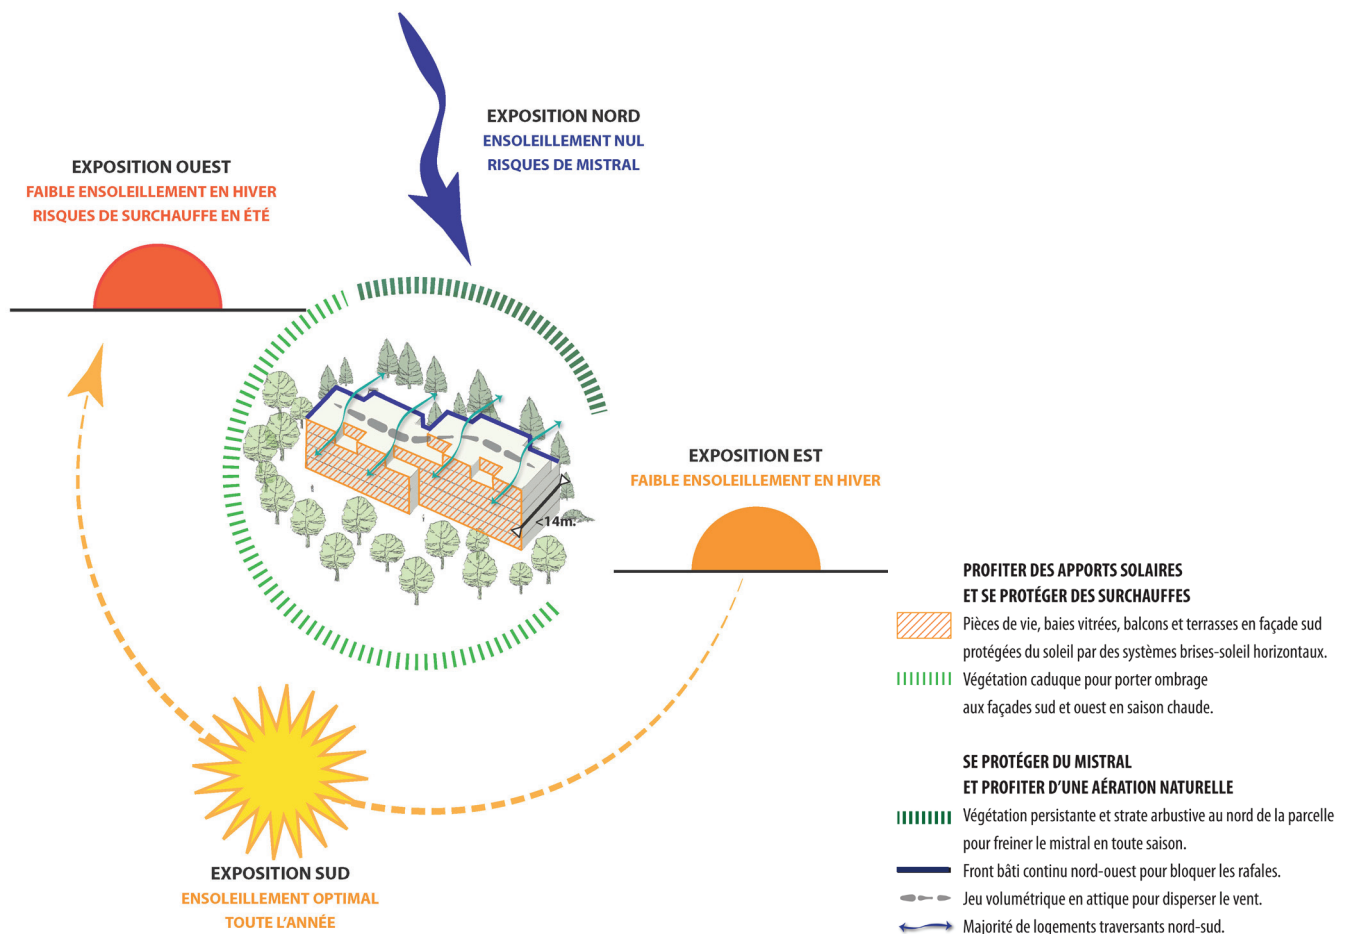 EXPOSITION NORD
ENSOLEILLEMENT NUL
RISQUES DE MISTRAL
EXPOSITION OUEST
FAIBLE ENSOLEILLEMENT EN HIVER
RISQUES DE SURCHAUFFE EN ÉTÉ
EXPOSITION EST
FAIBLE ENSOLEILLEMENT EN HIVER
<14m.
EXPOSITION SUD
ENSOLEILLEMENT OPTIMAL
TOUTE L'ANNÉE
PROFITER DES APPORTS SOLAIRES
ET SE PROTÉGER DES SURCHAUFFES
Pièces de vie, baies vitrées, balcons et terrasses en façade sud
protégées du soleil par des systèmes brises-soleil horizontaux.
Végétation caduque pour porter ombrage
aux façades sud et ouest en saison chaude.
SE PROTÉGER DU MISTRAL
ET PROFITER D'UNE AÉRATION NATURELLE
Végétation persistante et strate arbustive au nord de la parcelle
pour freiner le mistral en toute saison.
Front bâti continu nord-ouest pour bloquer les rafales.
Jeu volumétrique en attique pour disperser le vent.
Majorité de logements traversants nord-sud.